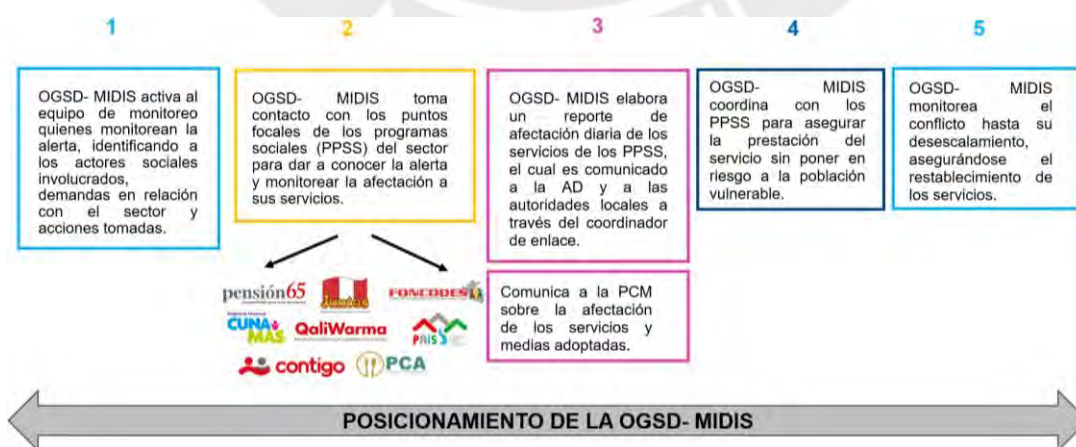 1
2
3
4
5
OGSD- MIDIS activa al
equipo de monitoreo
quienes monitorean la
alerta, identificando a
los actores sociales
involucrados,
demandas en relación
con el sector y
acciones tomadas.
OGSD- MIDIS toma
contacto con los puntos
focales de los programas
sociales (PPSS) del sector
para dar a conocer la alerta
y monitorear la afectación a
sus servicios.
OGSD- MIDIS elabora
un reporte de
afectación diaria de los
servicios de los PPSS,
el cual es comunicado
a la AD y a las
autoridades locales a
través del coordinador
de enlace.
OGSD- MIDIS
coordina con los
PPSS para asegurar
la prestación del
servicio sin poner en
riesgo a la población
vulnerable.
OGSD- MIDIS
monitorea el
conflicto hasta su
desescalamiento,
asegurándose el
restablecimiento de
los servicios.
pensión65
Juntos
FONCODES
CUNA
MÁS
QaliWarma
PAIS
contigo
PCA
Comunica a la PCM
sobre la afectación
de los servicios y
medias adoptadas.
POSICIONAMIENTO DE LA OGSD- MIDIS